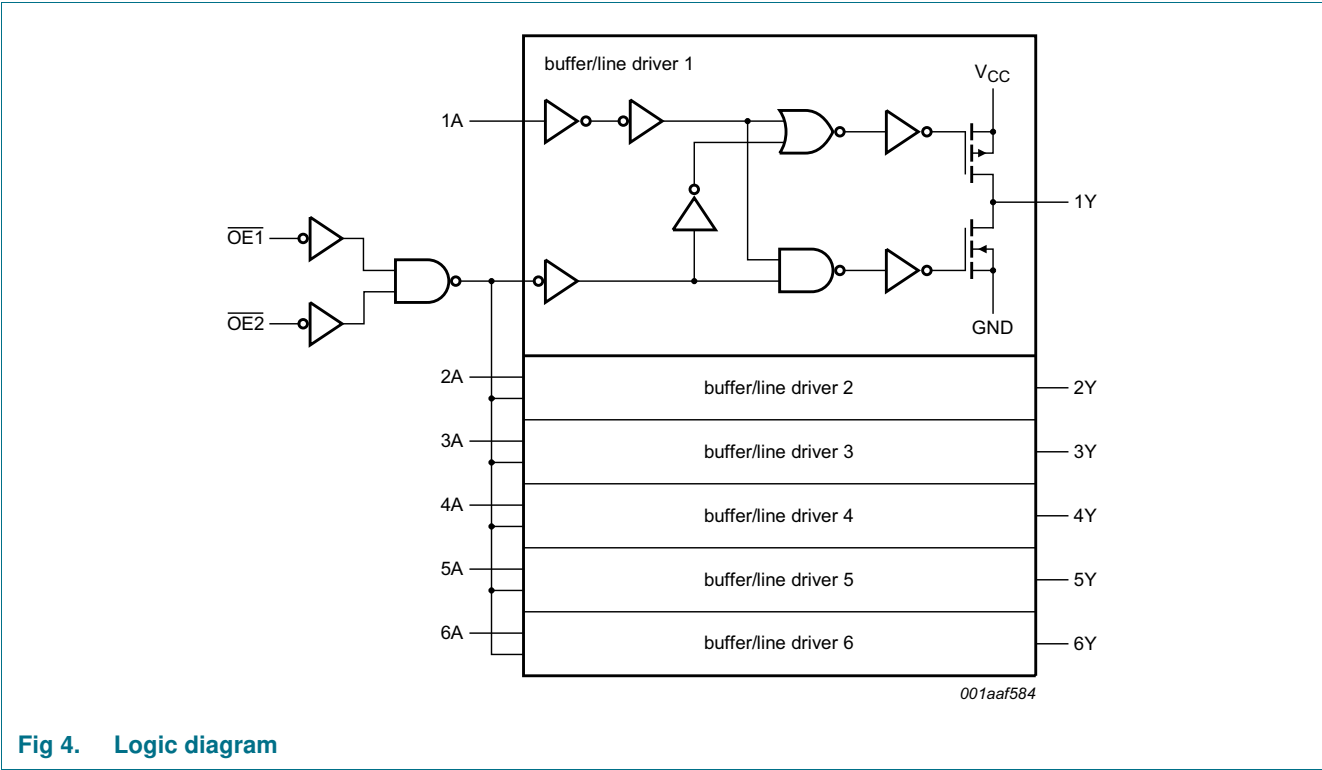 buffer/line driver 1
VCC
1A
1Y
OE1
OE2
GND
2A
buffer/line driver 2
2Y
3A
buffer/line driver 3
3Y
4A
buffer/line driver 4
4Y
5A
buffer/line driver 5
5Y
6A
buffer/line driver 6
6Y
001aaf584
Fig 4. Logic diagram